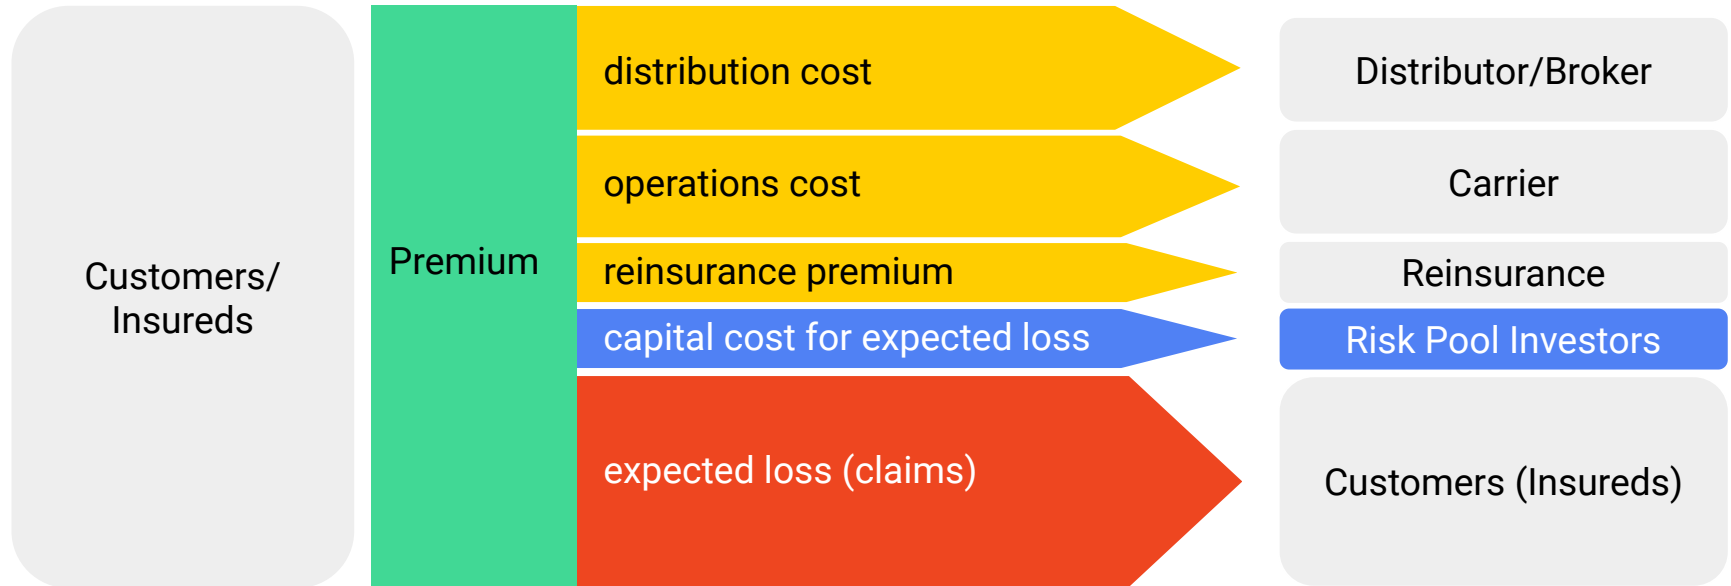 Customers/
Insureds
Premium
distribution cost
Distributor/Broker
operations cost
Carrier
reinsurance premium
Reinsurance
capital cost for expected loss
Risk Pool Investors
expected loss (claims)
Customers (Insureds)